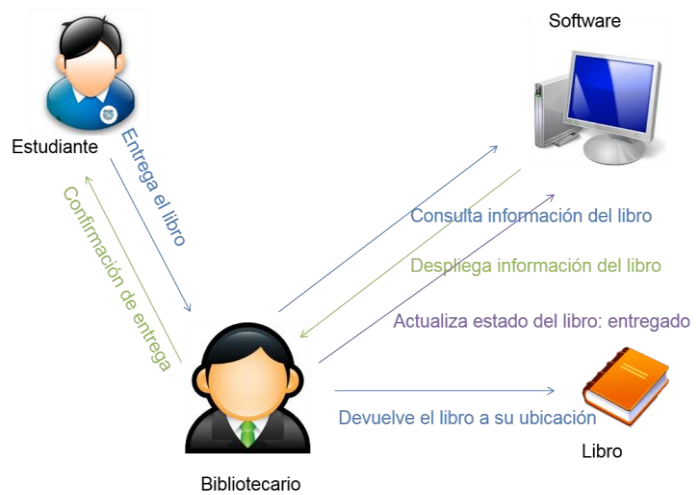 Software
Estudiante
Entrega el libro
Confirmación de entrega
Consulta información del libro
Despliega información del libro
Actualiza estado del libro: entregado
Devuelve el libro a su ubicación
Libro
Bibliotecario